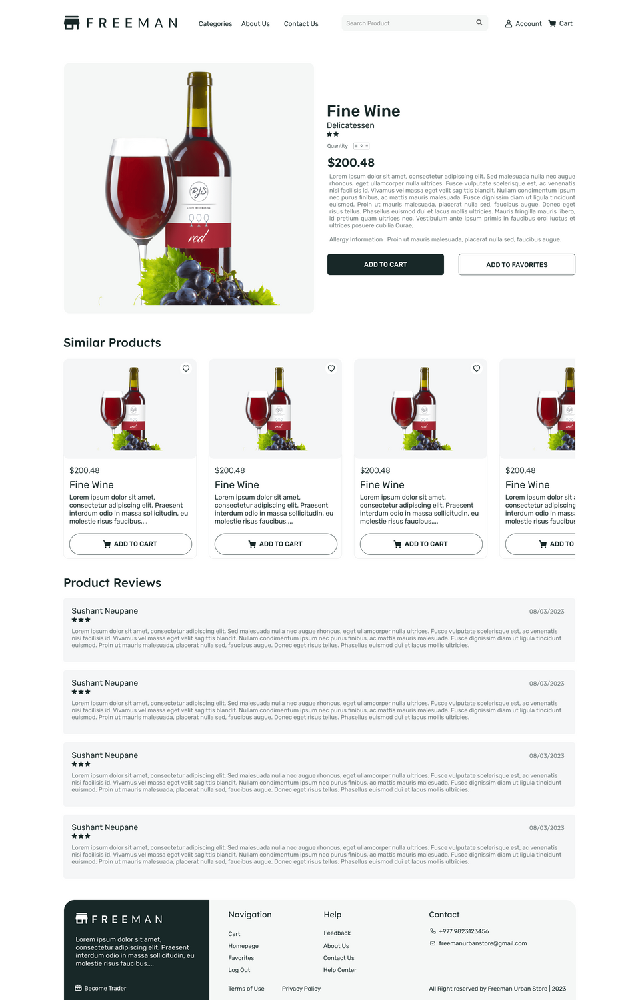 FREEMAN
Categories
About Us
Contact Us
Search Product
Account
Cart
RJS
CRAFT WINEMAKING
red
Fine Wine
Delicatessen
Quantity + 9 -
$200.48
Lorem ipsum dolor sit amet, consectetur adipiscing elit. Sed malesuada nulla nec augue
rhoncus, eget ullamcorper nulla ultrices. Fusce vulputate scelerisque est, ac venenatis
nisi facilisis id. Vivamus vel massa eget velit sagittis blandit. Nullam condimentum ipsum
nec purus finibus, ac mattis mauris malesuada. Fusce dignissim diam ut ligula tincidunt
euismod. Proin ut mauris malesuada, placerat nulla sed, faucibus augue. Donec eget
risus tellus. Phasellus euismod dui et lacus mollis ultricies. Mauris fringilla mauris libero,
id pretium quam ultrices nec. Vestibulum ante ipsum primis in faucibus orci luctus et
ultrices posuere cubilia Curae;
Allergy Information : Proin ut mauris malesuada, placerat nulla sed, faucibus augue.
ADD TO CART
ADD TO FAVORITES
Similar Products
red
$200.48
Fine Wine
Lorem ipsum dolor sit amet,
consectetur adipiscing elit. Praesent
interdum odio in massa sollicitudin, eu
molestie risus faucibus....
ADD TO CART
red
$200.48
Fine Wine
Lorem ipsum dolor sit amet,
consectetur adipiscing elit. Praesent
interdum odio in massa sollicitudin, eu
molestie risus faucibus....
ADD TO CART
red
$200.48
Fine Wine
Lorem ipsum dolor sit amet,
consectetur adipiscing elit. Praesent
interdum odio in massa sollicitudin, eu
molestie risus faucibus....
ADD TO CART
red
$200.48
Fine Wine
Lorem ipsum dolor sit a
consectetur adipiscing
interdum odio in massa
molestie risus faucibus
ADD TO
Product Reviews
Sushant Neupane
08/03/2023
Lorem ipsum dolor sit amet, consectetur adipiscing elit. Sed malesuada nulla nec augue rhoncus, eget ullamcorper nulla ultrices. Fusce vulputate scelerisque est, ac venenatis
nisi facilisis id. Vivamus vel massa eget velit sagittis blandit. Nullam condimentum ipsum nec purus finibus, ac mattis mauris malesuada. Fusce dignissim diam ut ligula tincidunt
euismod. Proin ut mauris malesuada, placerat nulla sed, faucibus augue. Donec eget risus tellus. Phasellus euismod dui et lacus mollis ultricies.
Sushant Neupane
08/03/2023
Lorem ipsum dolor sit amet, consectetur adipiscing elit. Sed malesuada nulla nec augue rhoncus, eget ullamcorper nulla ultrices. Fusce vulputate scelerisque est, ac venenatis
nisi facilisis id. Vivamus vel massa eget velit sagittis blandit. Nullam condimentum ipsum nec purus finibus, ac mattis mauris malesuada. Fusce dignissim diam ut ligula tincidunt
euismod. Proin ut mauris malesuada, placerat nulla sed, faucibus augue. Donec eget risus tellus. Phasellus euismod dui et lacus mollis ultricies.
Sushant Neupane
08/03/2023
Lorem ipsum dolor sit amet, consectetur adipiscing elit. Sed malesuada nulla nec augue rhoncus, eget ullamcorper nulla ultrices. Fusce vulputate scelerisque est, ac venenatis
nisi facilisis id. Vivamus vel massa eget velit sagittis blandit. Nullam condimentum ipsum nec purus finibus, ac mattis mauris malesuada. Fusce dignissim diam ut ligula tincidunt
euismod. Proin ut mauris malesuada, placerat nulla sed, faucibus augue. Donec eget risus tellus. Phasellus euismod dui et lacus mollis ultricies.
Sushant Neupane
08/03/2023
Lorem ipsum dolor sit amet, consectetur adipiscing elit. Sed malesuada nulla nec augue rhoncus, eget ullamcorper nulla ultrices. Fusce vulputate scelerisque est, ac venenatis
nisi facilisis id. Vivamus vel massa eget velit sagittis blandit. Nullam condimentum ipsum nec purus finibus, ac mattis mauris malesuada. Fusce dignissim diam ut ligula tincidunt
euismod. Proin ut mauris malesuada, placerat nulla sed, faucibus augue. Donec eget risus tellus. Phasellus euismod dui et lacus mollis ultricies.
FREEMAN
Lorem ipsum dolor sit amet,
consectetur adipiscing elit. Praesent
interdum odio in massa sollicitudin, eu
molestie risus faucibus....
Become Trader
Navigation
Cart
Homepage
Favorites
Log Out
Help
Feedback
About Us
Contact Us
Help Center
Contact
+977 9823123456
freemanurbanstore@gmail.com
Terms of Use
Privacy Policy
All Right reserved by Freeman Urban Store | 2023